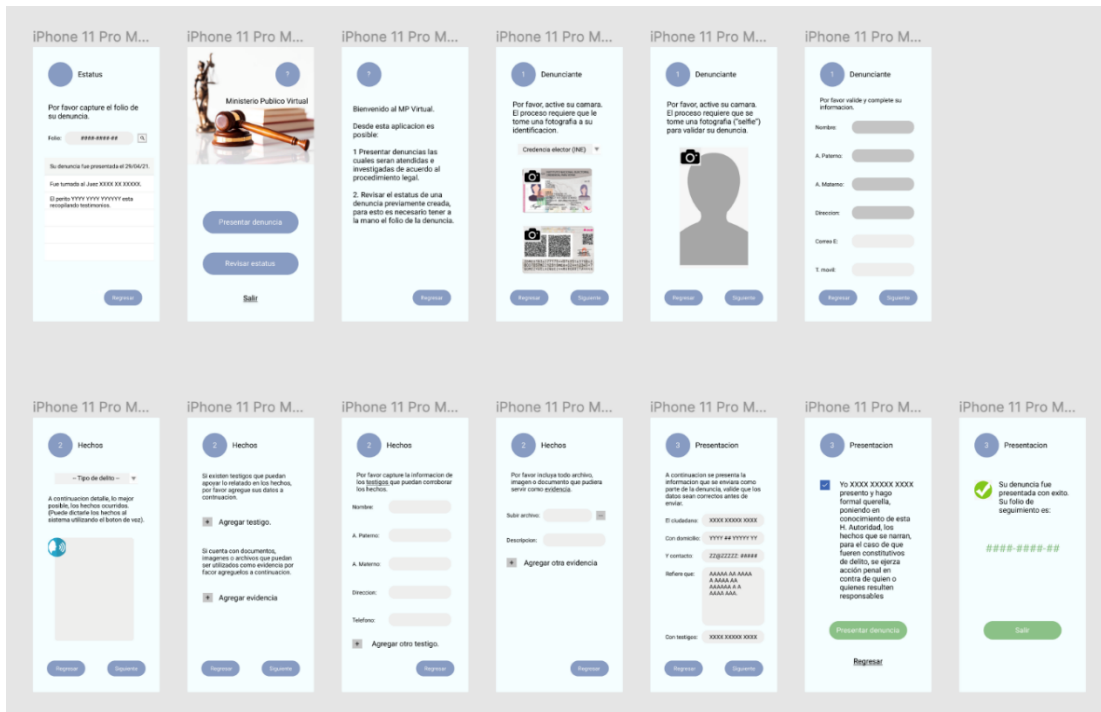 iPhone 11 Pro M...
Estatus
Por favor capture el folio de
su denuncia.
Folio:
####-####-##
Su denuncia fue presentada el 29/04/21.
Fue turnada al Juez XXXX XX XXXXX.
El perito YYYY YYYY YYYYYY esta
recopilando testimonios.
Regresar
iPhone 11 Pro M...
?
Ministerio Publico Virtual
Presentar denuncia
Revisar estatus
Salir
iPhone 11 Pro M...
?
Bienvenido al MP Virtual.
Desde esta aplicacion es
posible:
1 Presentar denuncias las
cuales seran atendidas e
investigadas de acuerdo al
procedimiento legal.
2. Revisar el estatus de una
denuncia previamente creada,
para esto es necesario tener a
la mano el folio de la denuncia.
Regresar
iPhone 11 Pro M...
1
Denunciante
Por favor, active su camara.
El proceso requiere que le
tome una fotografia a su
identificacion.
Credencia elector (INE)
Regresar
Siguiente
iPhone 11 Pro M...
1
Denunciante
Por favor, active su camara.
El proceso requiere que se
tome una fotografia ("selfie")
para validar su denuncia.
Regresar
Siguiente
iPhone 11 Pro M...
1
Denunciante
Por favor valide y complete su
informacion.
Nombre:
A. Paterno:
A. Materno:
Direccion:
Correo E:
T. movil:
Regresar
Siguiente
iPhone 11 Pro M...
2
Hechos
-- Tipo de delito --
A continuacion detalle, lo mejor
posible, los hechos ocurridos.
(Puede dictarle los hechos al
sistema utilizando el boton de voz).
Regresar
Siguiente
iPhone 11 Pro M...
2
Hechos
Si existen testigos que puedan
apoyar lo relatado en los hechos,
por favor agregue sus datos a
continuacion.
+ Agregar testigo.
Si cuenta con documentos,
imagenes o archivos que puedan
ser utilizados como evidencia por
facor agreguelos a continuacion.
+ Agregar evidencia
Regresar
Siguiente
iPhone 11 Pro M...
2
Hechos
Por favor capture la informacion de
los testigos que puedan corroborar
los hechos.
Nombre:
A. Paterno:
A. Materno:
Direccion:
Telefono:
+ Agregar otro testigo.
Regresar
iPhone 11 Pro M...
2
Hechos
Por favor incluya todo archivo,
imagen o documento que pudiera
servir como evidencia.
Subir archivo:
...
Descripcion:
+ Agregar otra evidencia
Regresar
iPhone 11 Pro M...
3
Presentacion
A continuacion se presenta la
informacion que se enviara como
parte de la denuncia, valide que los
datos sean correctos antes de
enviar.
El ciudadano:
XXXX XXXXX XXXX
Con domicilio:
YYYY ## YYYYY YY
Y contacto:
ZZ@ZZZZZ: #####
Refiere que:
AAAAA AA AAAA
A AAAA AA
AAAAAA A A
AAAA AAA.
Con testigos:
XXXX XXXXX XXXX
Regresar
Siguiente
iPhone 11 Pro M...
3
Presentacion
Yo XXXX XXXXX XXXX
presento y hago
formal querella,
poniendo en
conocimiento de esta
H. Autoridad, los
hechos que se narran,
para el caso de que
fueren constitutivos
de delito, se ejerza
acción penal en
contra de quien o
quienes resulten
responsables
Presentar denuncia
Regresar
iPhone 11 Pro M...
3
Presentacion
Su denuncia fue
presentada con exito.
Su folio de
seguimiento es:
####-####-##
Salir